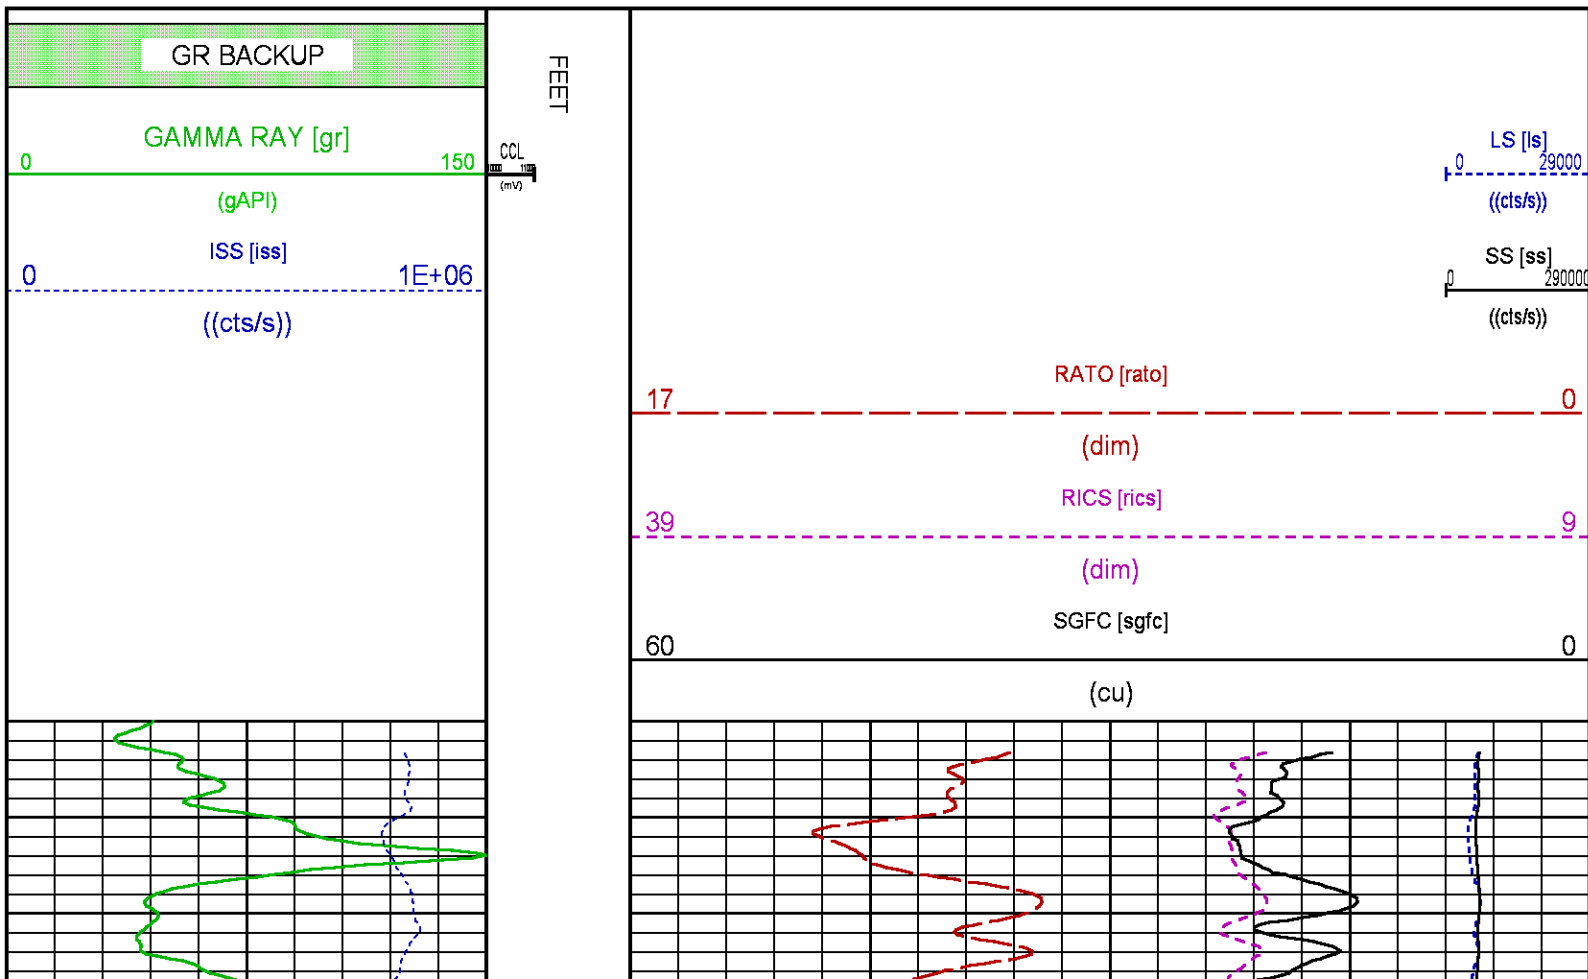 GR BACKUP
FEET
GAMMA RAY [gr]
0 150
(gAPI)
CCL
(mV)
ISS [iss]
0 1E+06
((cts/s))
LS [ls]
0 29000
((cts/s))
SS [ss]
0 290000
((cts/s))
RATO [rato]
17 0
(dim)
RICS [rics]
39 9
(dim)
SGFC [sgfc]
60 0
(cu)